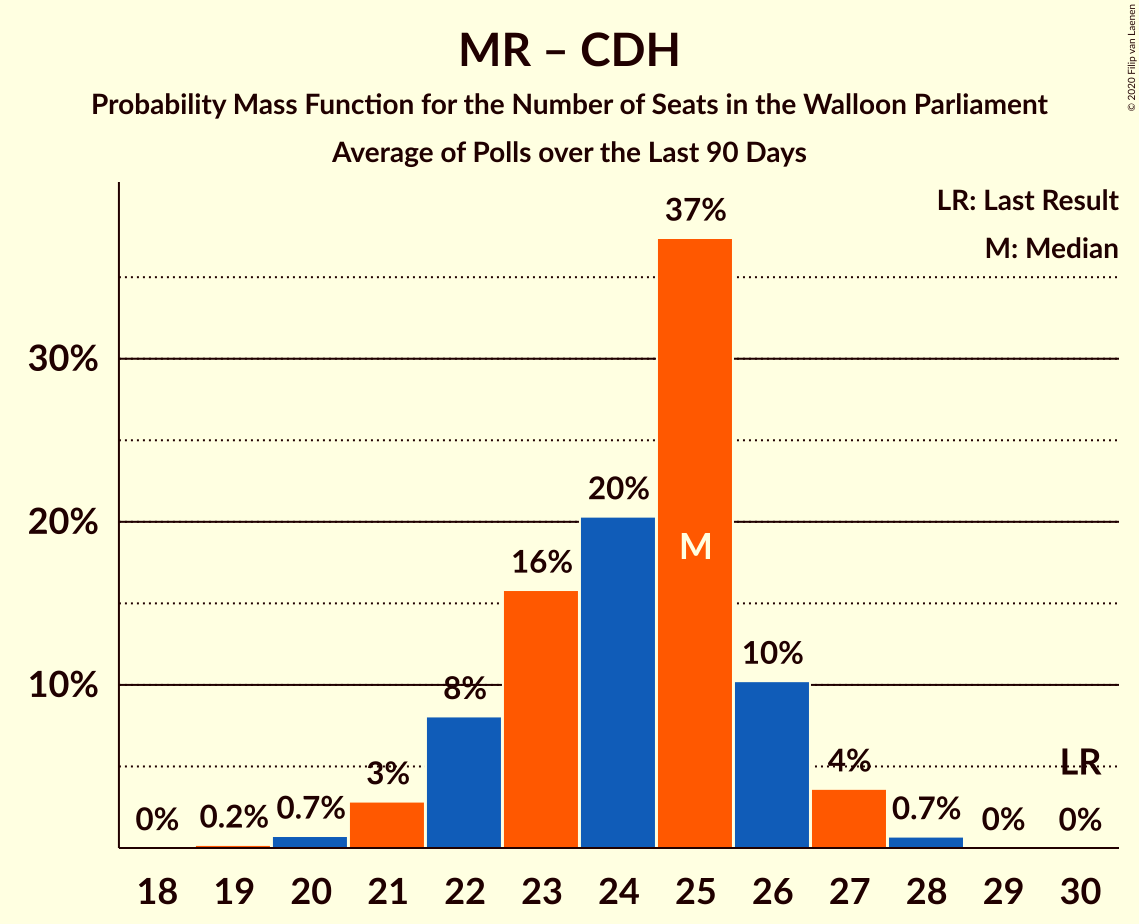 MR – CDH
Probability Mass Function for the Number of Seats in the Walloon Parliament
Average of Polls over the Last 90 Days
© 2020 Filip van Laenen
LR: Last Result
M: Median
37%
30%
20%
20%
M
16%
10%
10%
8%
3%
4%
LR
0%
0.2%
0.7%
0.7%
0%
0%
18 19 20 21 22 23 24 25 26 27 28 29 30